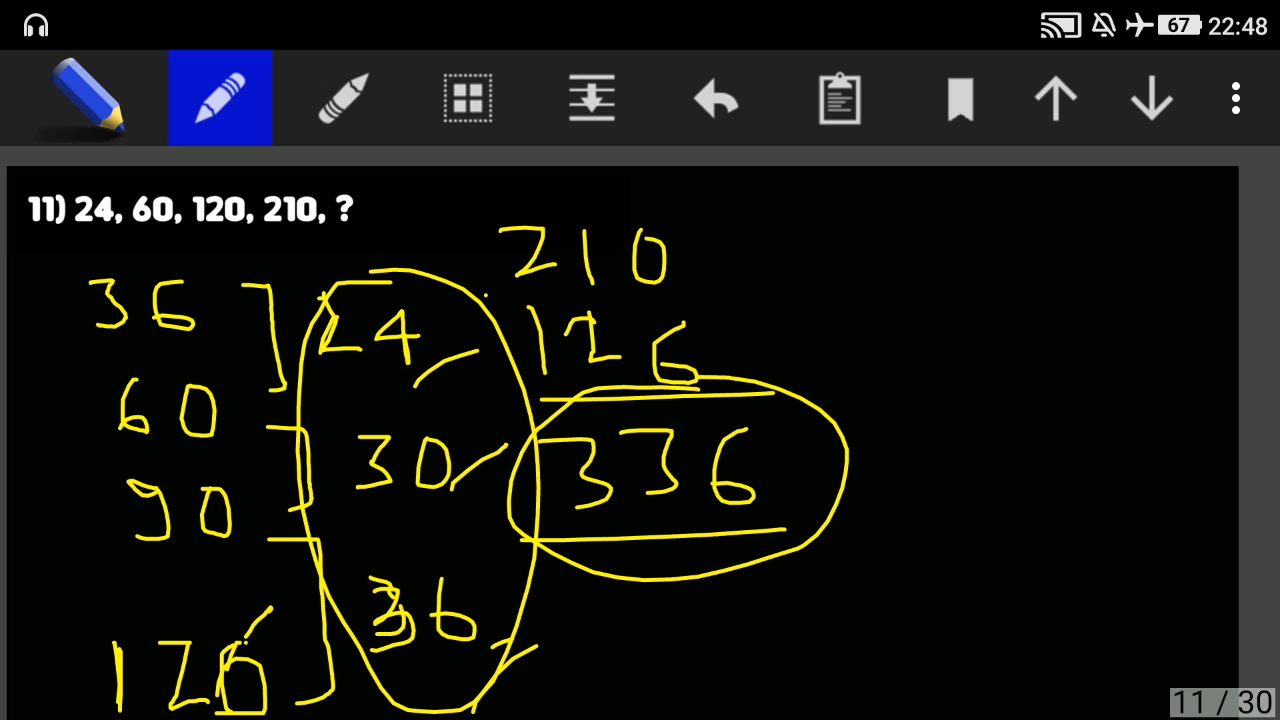 67 22:48
11) 24, 60, 120, 210, ?
210
36 24 126
60
30 336
90
36
126
11 / 30